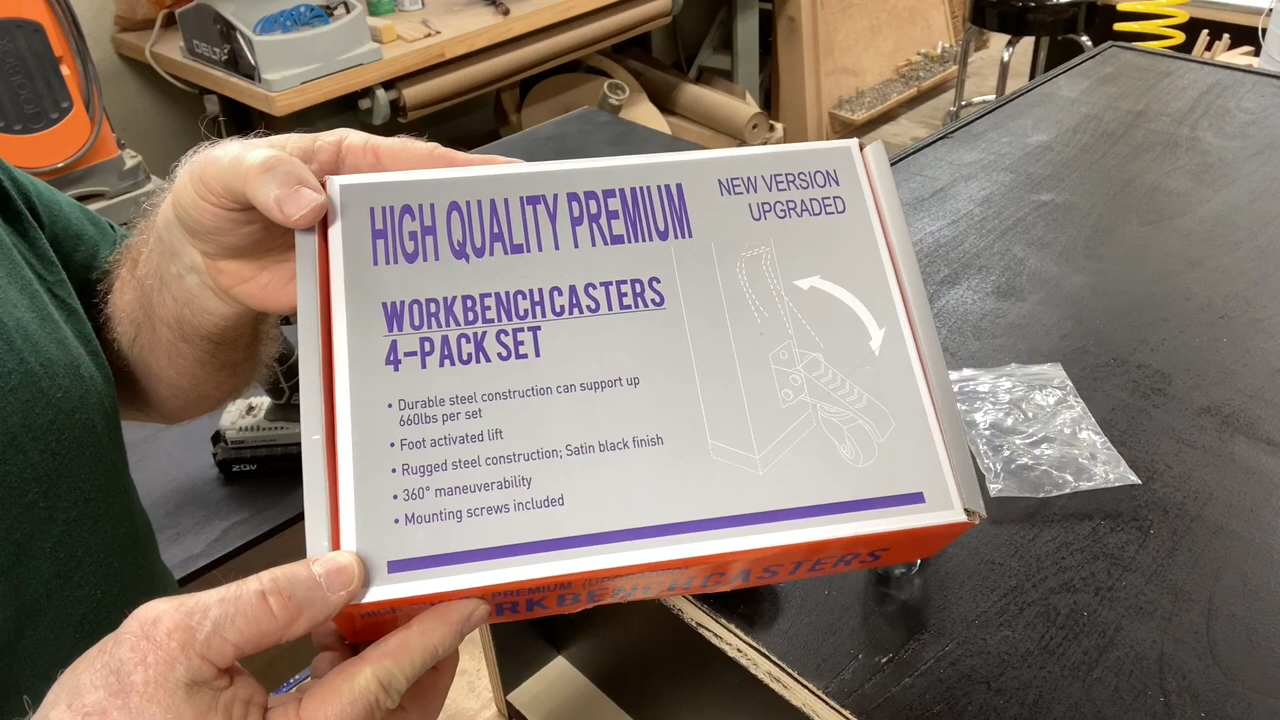 DELTA
HIGH QUALITY PREMIUM
NEW VERSION
UPGRADED
WORKBENCH CASTERS
4-PACK SET
• Durable steel construction can support up
660lbs per set
• Foot activated lift
• Rugged steel construction; Satin black finish
• 360° maneuverability
• Mounting screws included
PREMIUM
WORKBENCHCASTERS
20V